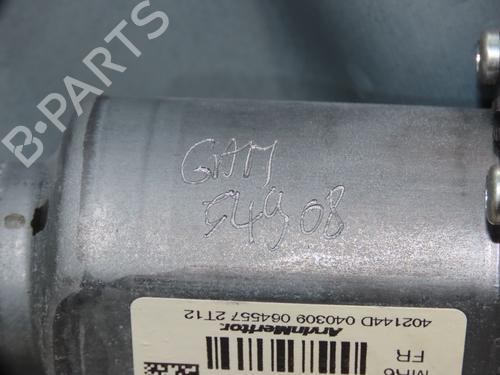 B-PARTS
GAM
54908
402144D 040309 064557 2T12
ArvinMeritor
FR